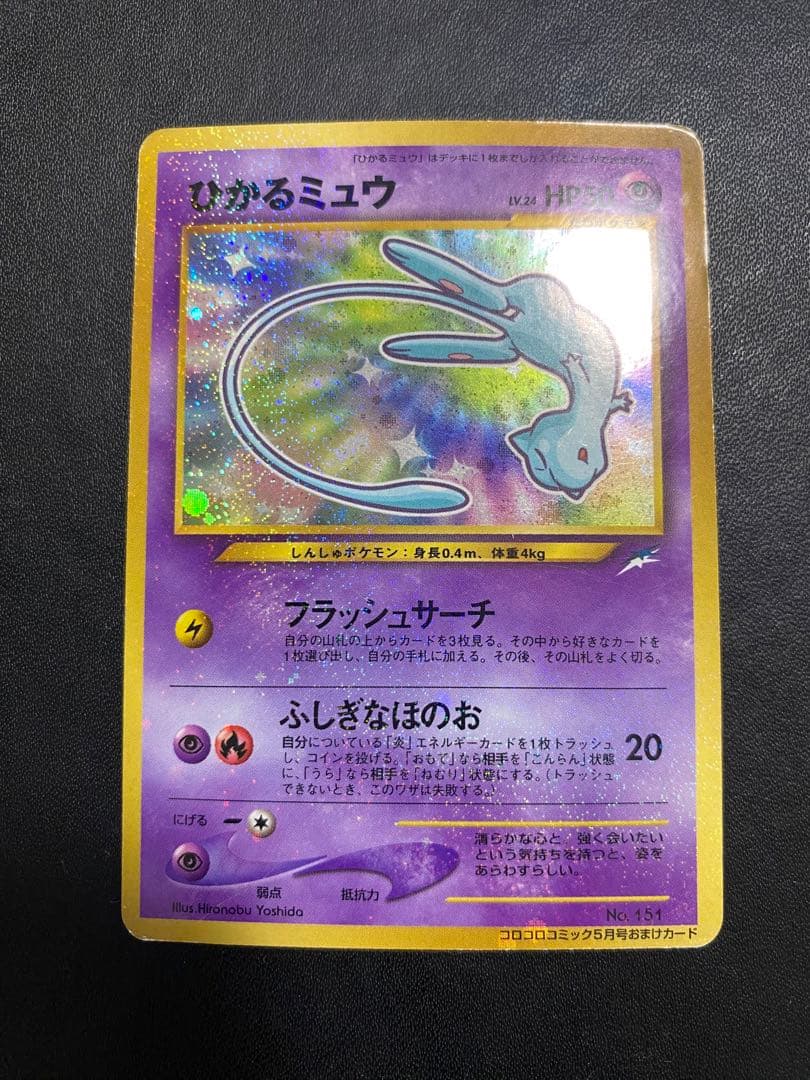 「ひかるミュウ」はデッキに1枚までしか入れることができません。
ひかるミュウ LV.24 HP50
しんしゅポケモン:身長0.4m、体重4kg
フラッシュサーチ
自分の山札の上からカードを3枚見る。その中から好きなカードを
1枚選び出し、自分の手札に加える。その後、その山札をよく切る。
ふしぎなほのお
自分についている「炎」エネルギーカードを1枚トラッシュ
し、コインを投げる。「おもて」なら相手を「こんらん」状態
に、「うら」なら相手を「ねむり」状態にする。(トラッシュ
できないとき、このワザは失敗する。)
20
にげる
弱点 抵抗力
清らかな心と 強く会いたい
という気持ちを持つと、姿を
あらわすらしい。
Illus.Hironobu Yoshida
No.151
コロコロコミック5月号おまけカード